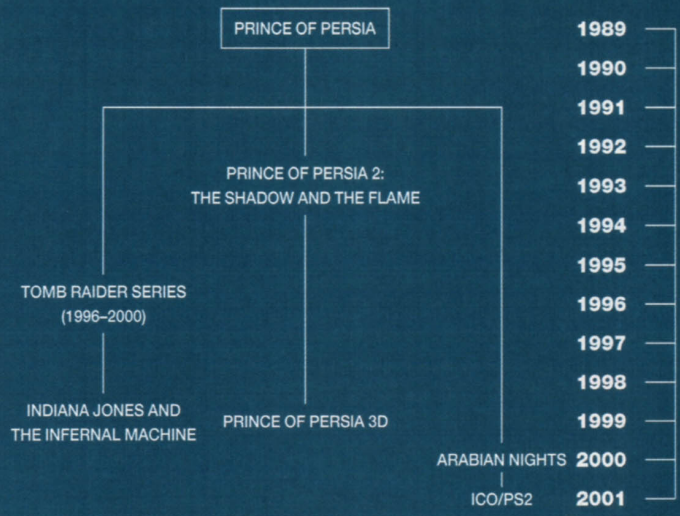 PRINCE OF PERSIA 1989
1990
1991
1992
PRINCE OF PERSIA 2:
THE SHADOW AND THE FLAME
1993
1994
1995
TOMB RAIDER SERIES
(1996–2000)
1996
1997
1998
INDIANA JONES AND
THE INFERNAL MACHINE
PRINCE OF PERSIA 3D 1999
ARABIAN NIGHTS 2000
ICO/PS2 2001